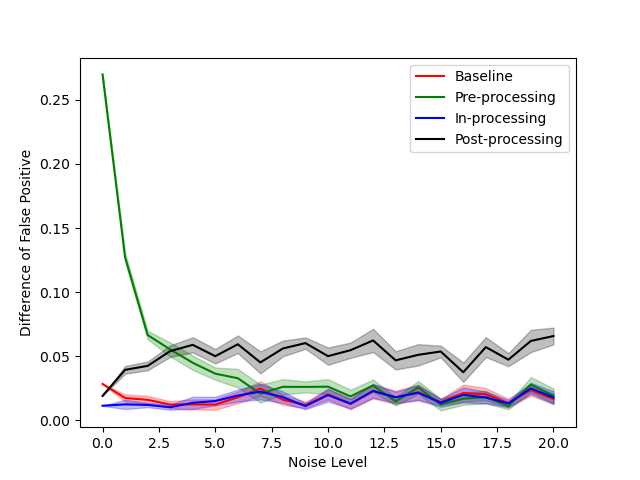 Baseline
Pre-processing
In-processing
Post-processing
0.25
0.20
0.15
0.10
0.05
0.00
Difference of False Positive
0.0 2.5 5.0 7.5 10.0 12.5 15.0 17.5 20.0
Noise Level